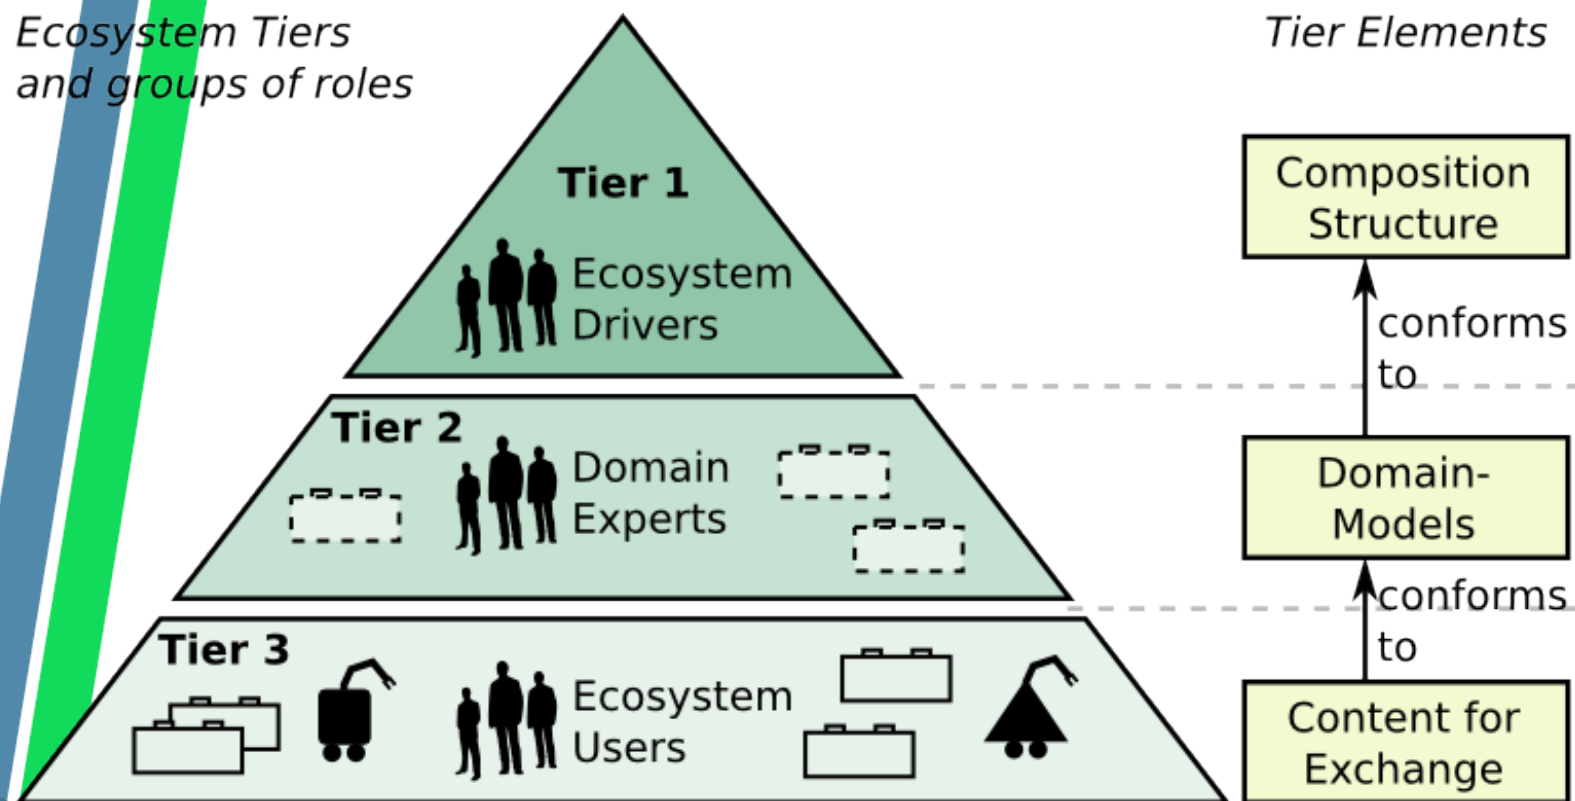 Ecosystem Tiers
and groups of roles
Tier Elements
Tier 1
Ecosystem
Drivers
Composition
Structure
conforms
to
Tier 2
Domain
Experts
Domain-
Models
conforms
to
Tier 3
Ecosystem
Users
Content for
Exchange